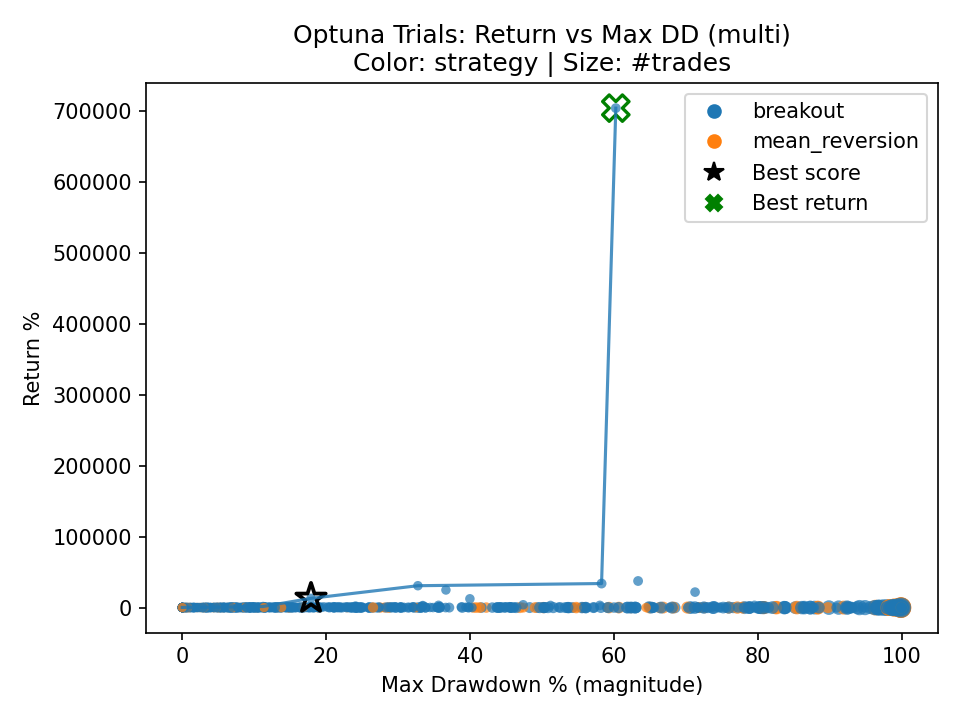 Optuna Trials: Return vs Max DD (multi)
Color: strategy | Size: #trades
700000
600000
500000
400000
300000
200000
100000
0
Return %
breakout
mean_reversion
Best score
Best return
0 20 40 60 80 100
Max Drawdown % (magnitude)